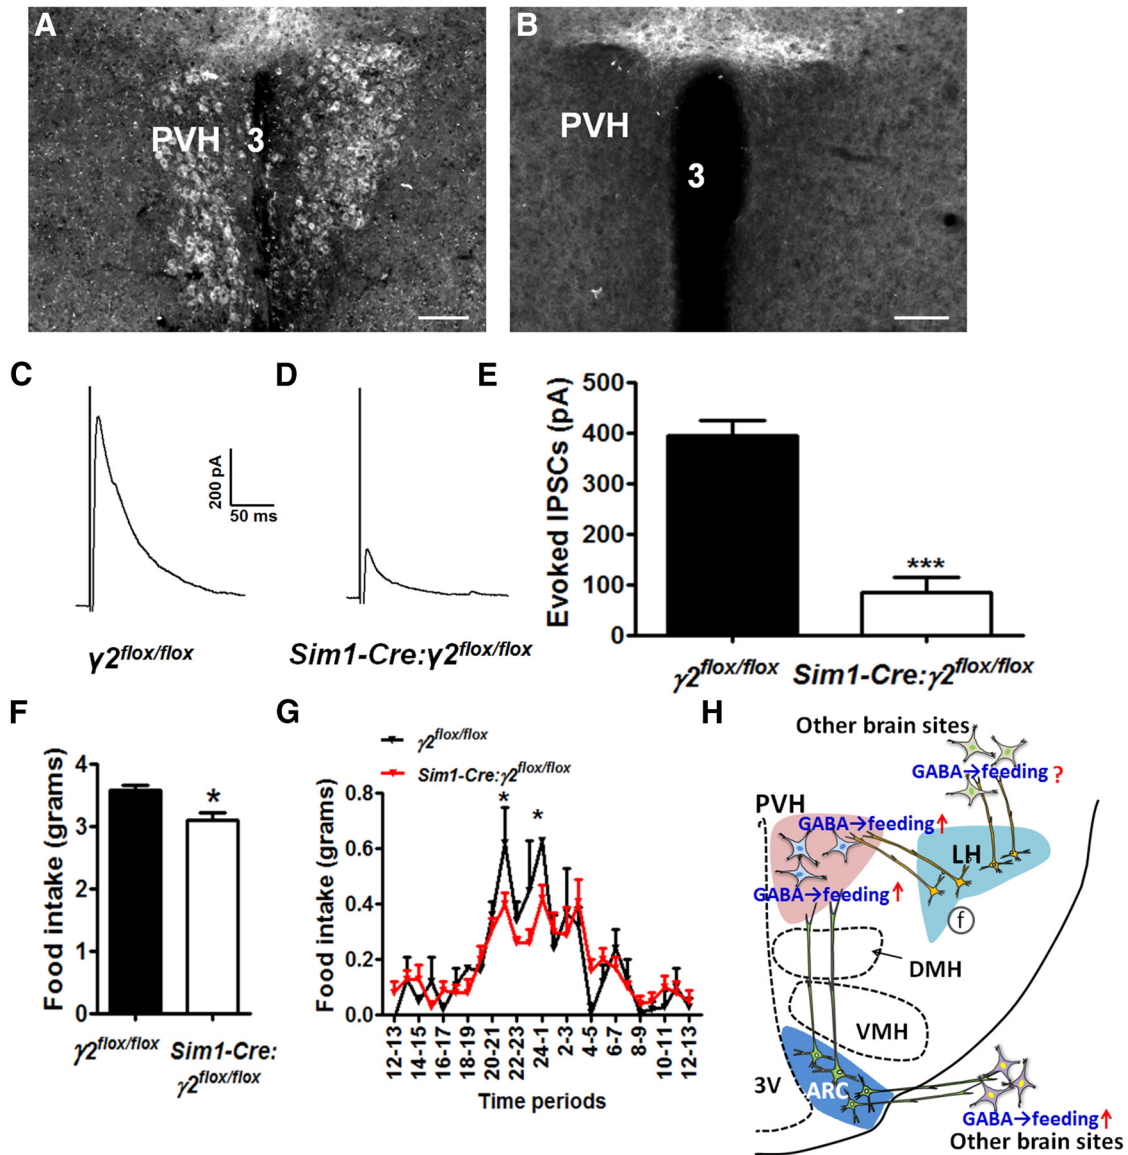 A
PVH 3
B
PVH
3
C
200 pA
50 ms
γ2flox/flox
D
Sim1-Cre:γ2flox/flox
E
Evoked IPSCs (pA)
500
400
300
200
100
0
***
γ2flox/flox Sim1-Cre:γ2flox/flox
F
Food intake (grams)
4
3
2
1
0
*
γ2flox/flox Sim1-Cre:
γ2flox/flox
G
γ2flox/flox
Sim1-Cre:γ2flox/flox
Food intake (grams)
0.8
0.6
0.4
0.2
0.0
* *
12-13
14-15
16-17
18-19
20-21
22-23
24-1
2-3
4-5
6-7
8-9
10-11
12-13
Time periods
H
Other brain sites
GABA→feeding ?
PVH
GABA→feeding↑
LH
GABA→feeding↑
f
DMH
VMH
3V
ARC
GABA→feeding↑
Other brain sites